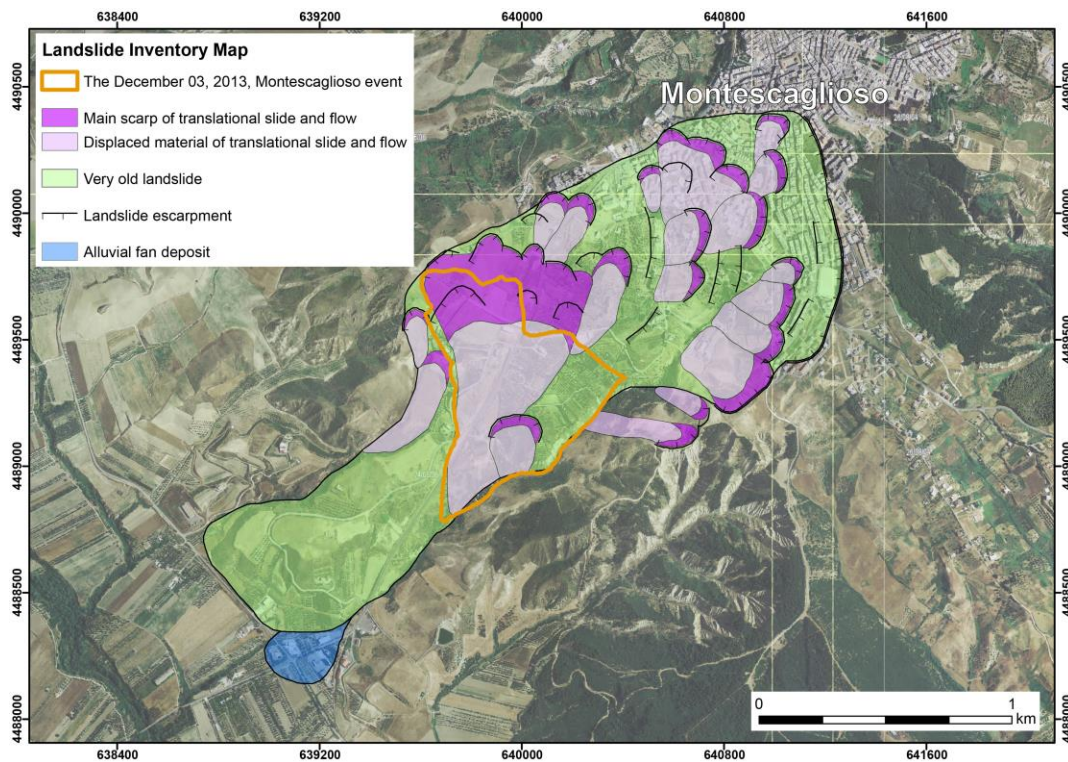 638400 639200 640000 640800 641600
Landslide Inventory Map
The December 03, 2013, Montescaglioso event
Main scarp of translational slide and flow
Displaced material of translational slide and flow
Very old landslide
Landslide escarpment
Alluvial fan deposit
Montescaglioso
4490500
4490000
4489500
4489000
4488500
4488000
4490500
4490000
4489500
4489000
4488500
4488000
0 1
km
638400 639200 640000 640800 641600